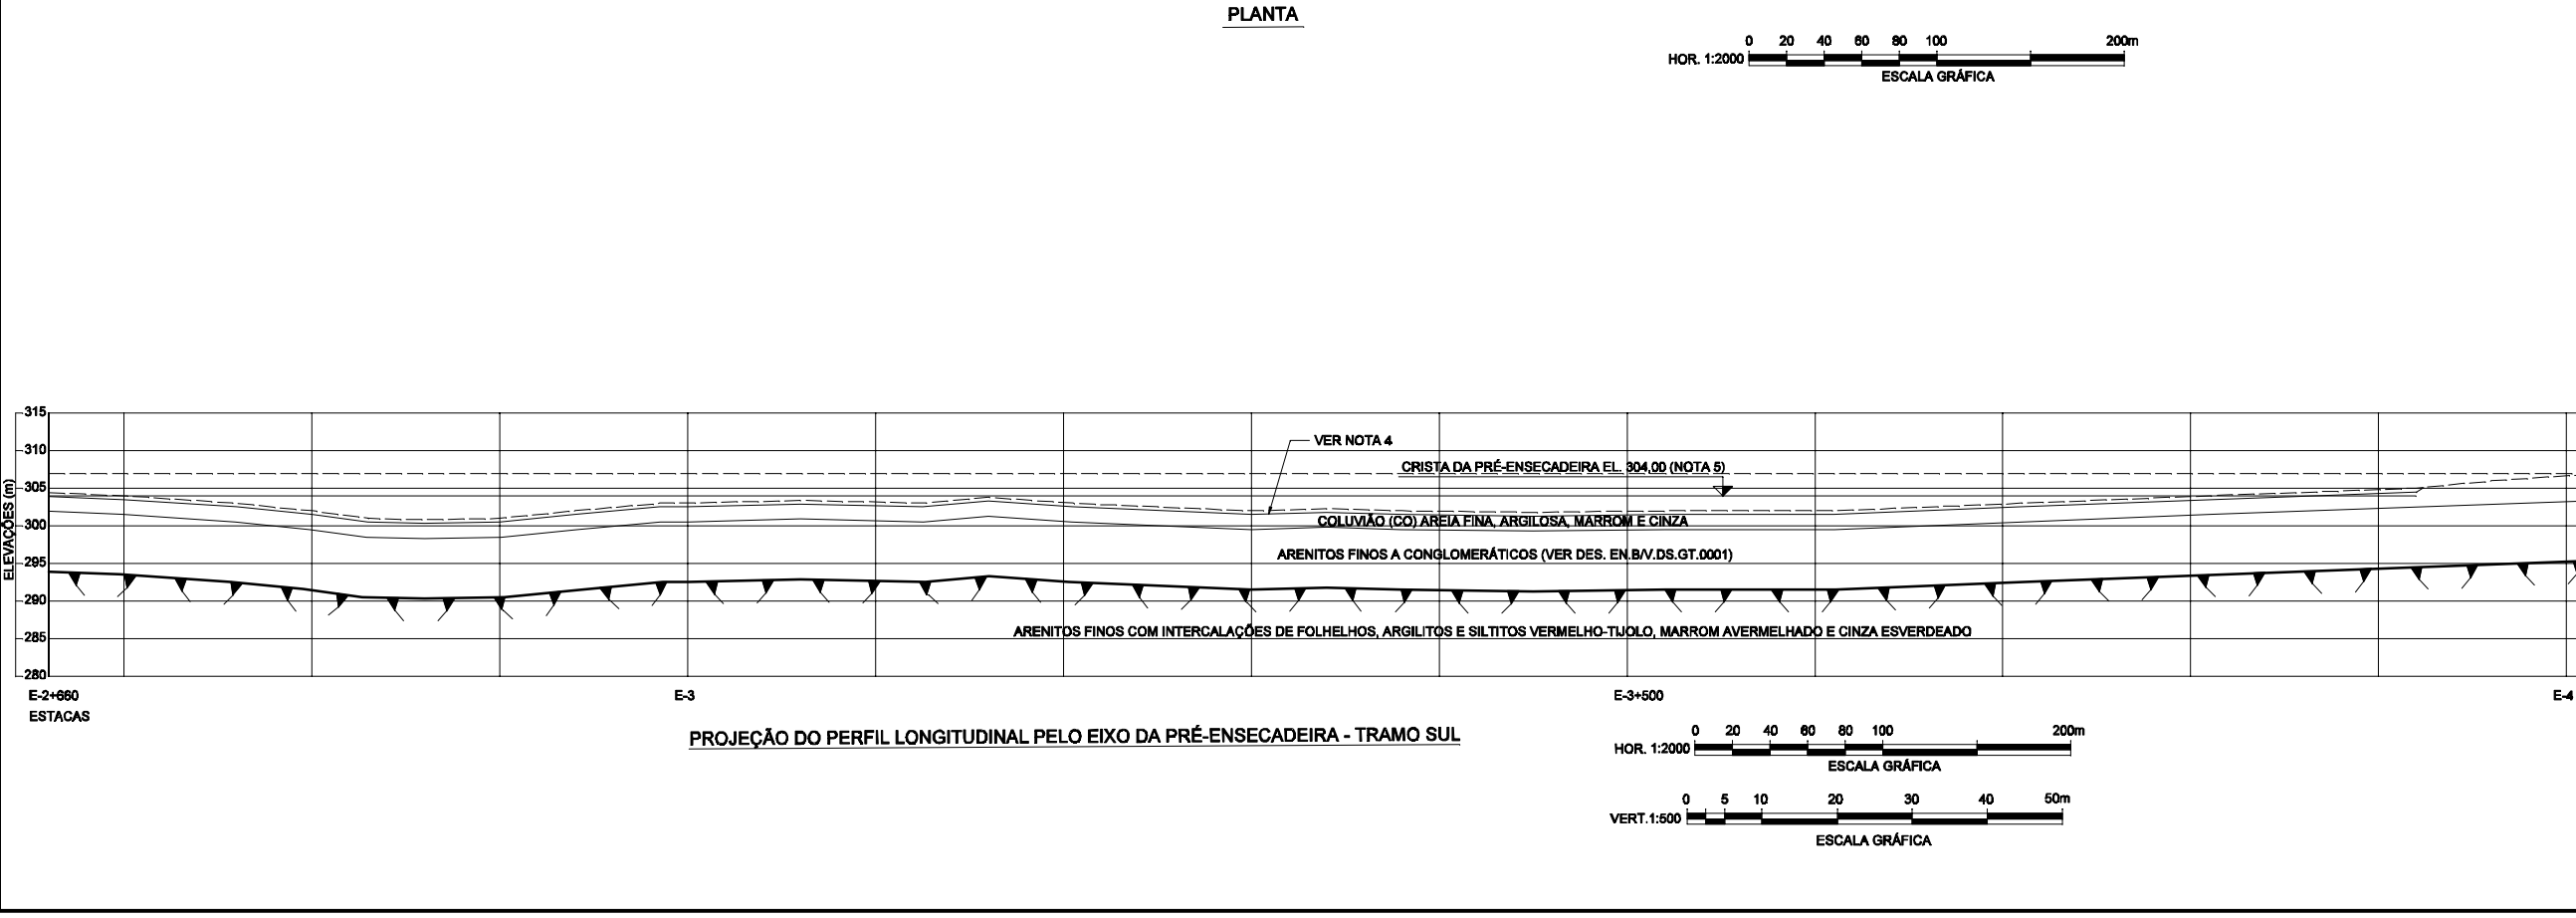 PLANTA
0 20 40 60 80 100 200m
HOR. 1:2000
ESCALA GRÁFICA
ELEVAÇÕES (m)
315
310
305
300
295
290
285
280
VER NOTA 4
CRISTA DA PRÉ-ENSECADEIRA EL. 304,00 (NOTA 5)
COLUVIÃO (CO) AREIA FINA, ARGILOSA, MARROM E CINZA
ARENITOS FINOS A CONGLOMERÁTICOS (VER DES. EN.B/V.DS.GT.0001)
ARENITOS FINOS COM INTERCALAÇÕES DE FOLHELHOS, ARGILITOS E SILTITOS VERMELHO-TIJOLO, MARROM AVERMELHADO E CINZA ESVERDEADO
E-2+660 E-3 E-3+500 E-4
ESTACAS
PROJEÇÃO DO PERFIL LONGITUDINAL PELO EIXO DA PRÉ-ENSECADEIRA - TRAMO SUL
0 20 40 60 80 100 200m
HOR. 1:2000
ESCALA GRÁFICA
0 5 10 20 30 40 50m
VERT.1:500
ESCALA GRÁFICA